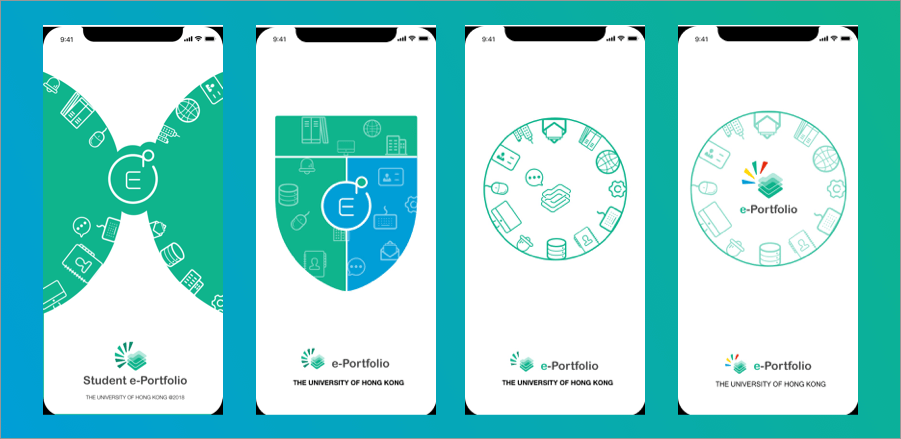 9:41
E
Student e-Portfolio
THE UNIVERSITY OF HONG KONG @2018
9:41
E
e-Portfolio
THE UNIVERSITY OF HONG KONG
9:41
e-Portfolio
THE UNIVERSITY OF HONG KONG
9:41
e-Portfolio
e-Portfolio
THE UNIVERSITY OF HONG KONG